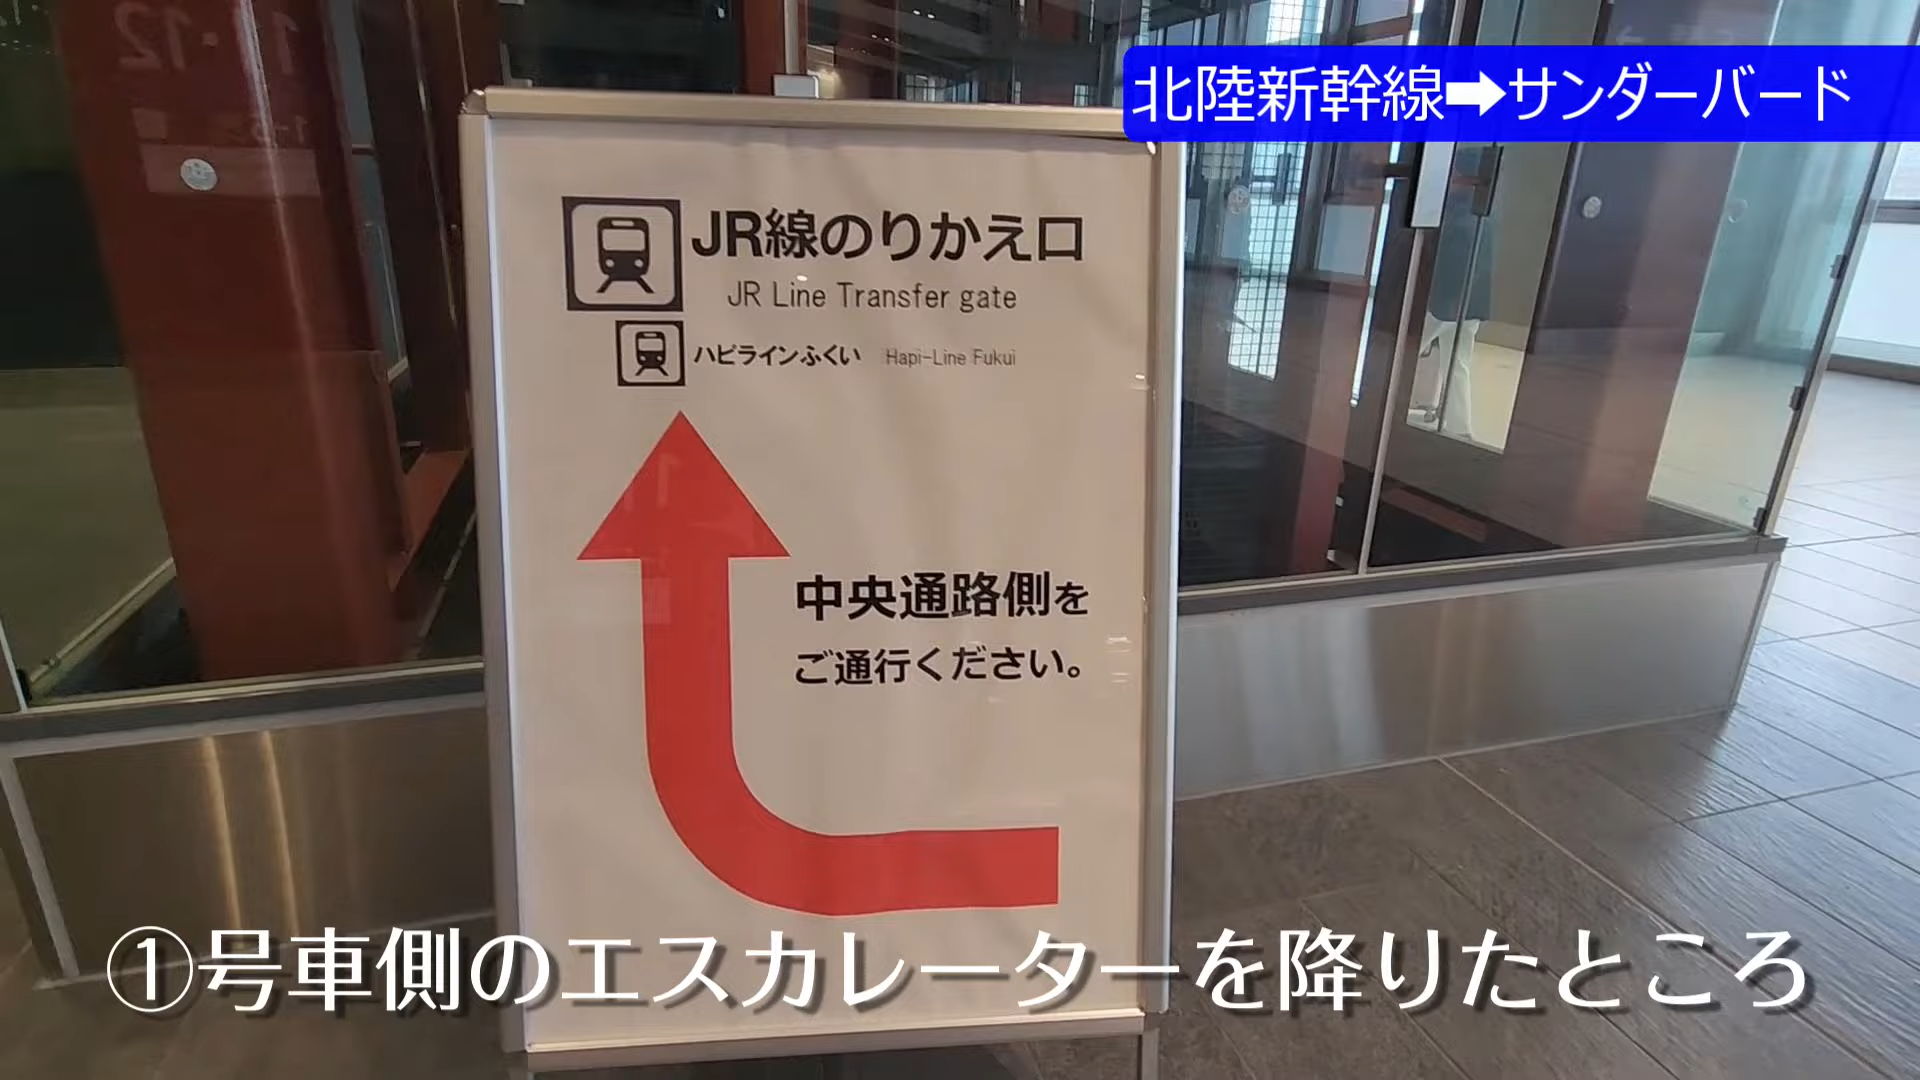 北陸新幹線➡サンダーバード
JR線のりかえ口
JR Line Transfer gate
ハピラインふくい Hapi-Line Fukui
中央通路側を
ご通行ください。
①号車側のエスカレーターを降りたところ